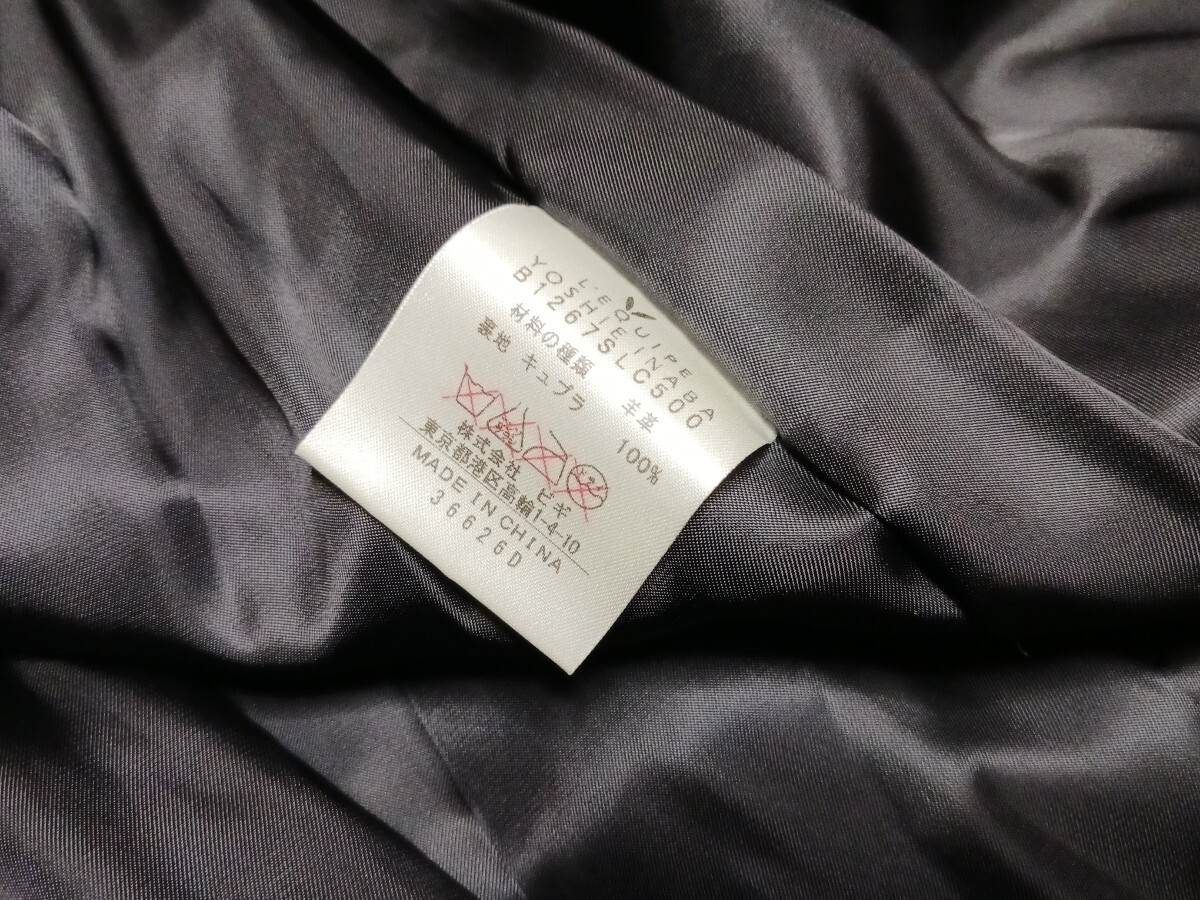 L'EQUIPE
YOSHIE INABA
B1267SLC500
材料の種類 羊革
裏地 キュプラ 100%
株式会社 ビギ
東京都港区高輪1-4-10
MADE IN CHINA
36626D